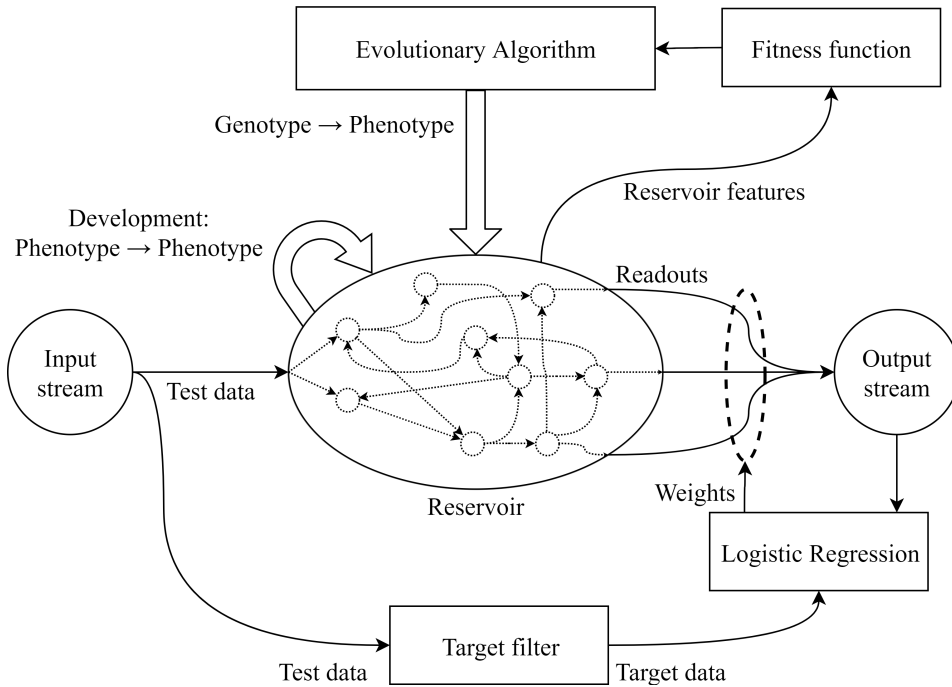 Evolutionary Algorithm
Fitness function
Genotype → Phenotype
Reservoir features
Development:
Phenotype → Phenotype
Readouts
Input
stream
Test data
Output
stream
Reservoir
Weights
Logistic Regression
Target filter
Test data
Target data